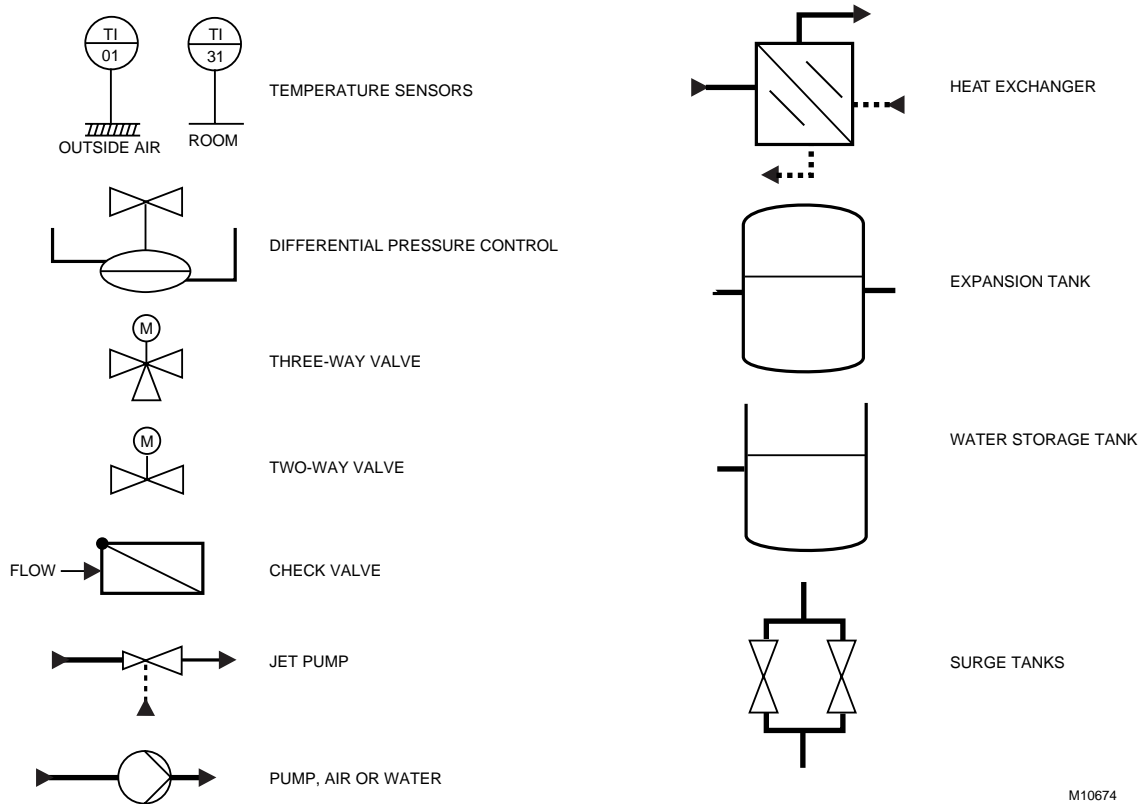 TI
01
TI
31
TEMPERATURE SENSORS
OUTSIDE AIR
ROOM
DIFFERENTIAL PRESSURE CONTROL
M
THREE-WAY VALVE
M
TWO-WAY VALVE
FLOW
CHECK VALVE
JET PUMP
PUMP, AIR OR WATER
HEAT EXCHANGER
EXPANSION TANK
WATER STORAGE TANK
SURGE TANKS
M10674